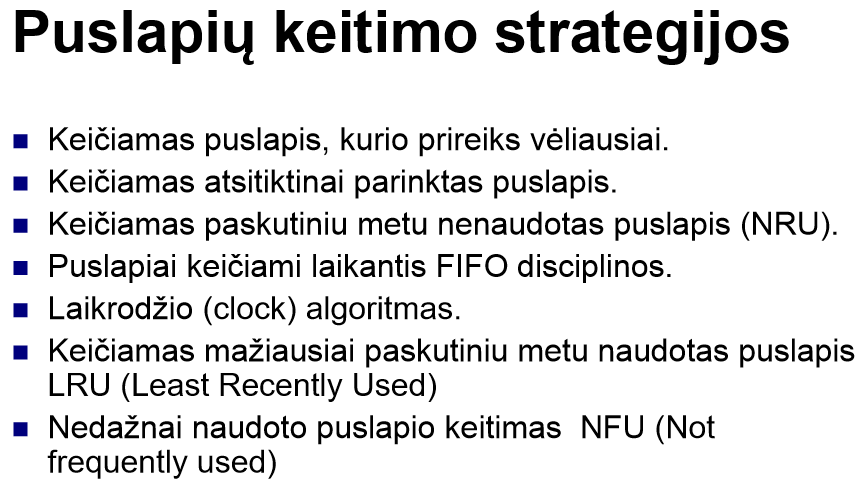 Puslapių keitimo strategijos
Keičiamas puslapis, kurio prireiks vėliausiai.
Keičiamas atsitiktinai parinktas puslapis.
Keičiamas paskutiniu metu nenaudotas puslapis (NRU).
Puslapiai keičiami laikantis FIFO disciplinos.
Laikrodžio (clock) algoritmas.
Keičiamas mažiausiai paskutiniu metu naudotas puslapis
LRU (Least Recently Used)
Nedažnai naudoto puslapio keitimas  NFU (Not
frequently used)